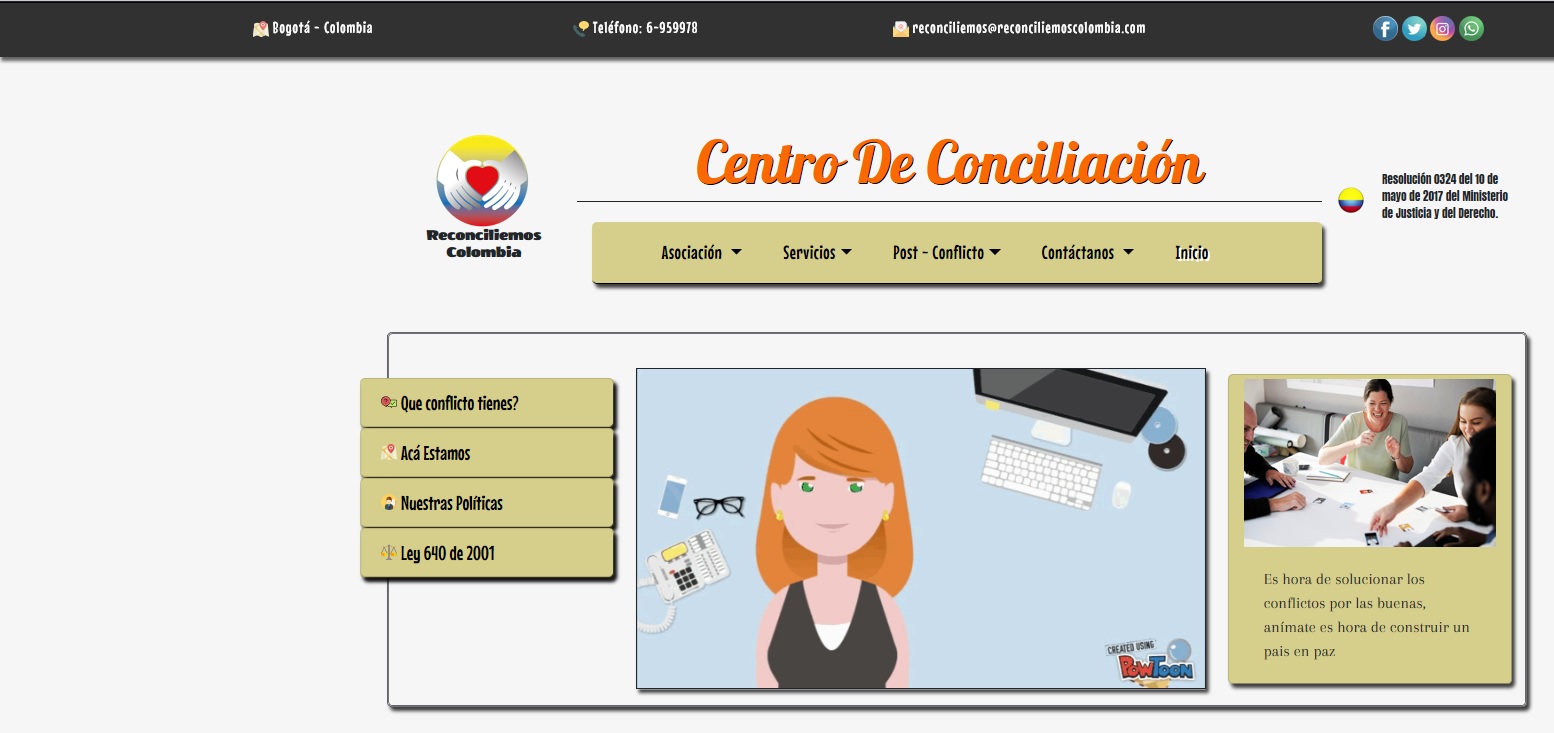 Bogotá - Colombia
Teléfono: 6-959978
reconciliemos@reconciliemoscolombia.com
Reconciliemos
Colombia
Centro De Conciliación
Resolución 0324 del 10 de
mayo de 2017 del Ministerio
de Justicia y del Derecho.
Asociación
Servicios
Post - Conflicto
Contáctanos
Inicio
Que conflicto tienes?
Acá Estamos
Nuestras Políticas
Ley 640 de 2001
CREATED USING
POWTOON
Es hora de solucionar los
conflictos por las buenas,
anímate es hora de construir un
pais en paz